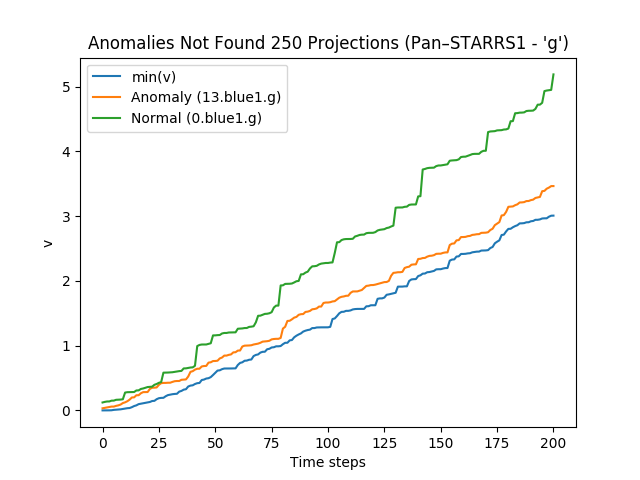 Anomalies Not Found 250 Projections (Pan–STARRS1 - 'g')
min(v)
Anomaly (13.blue1.g)
Normal (0.blue1.g)
5
4
3
2
1
0
v
0 25 50 75 100 125 150 175 200
Time steps